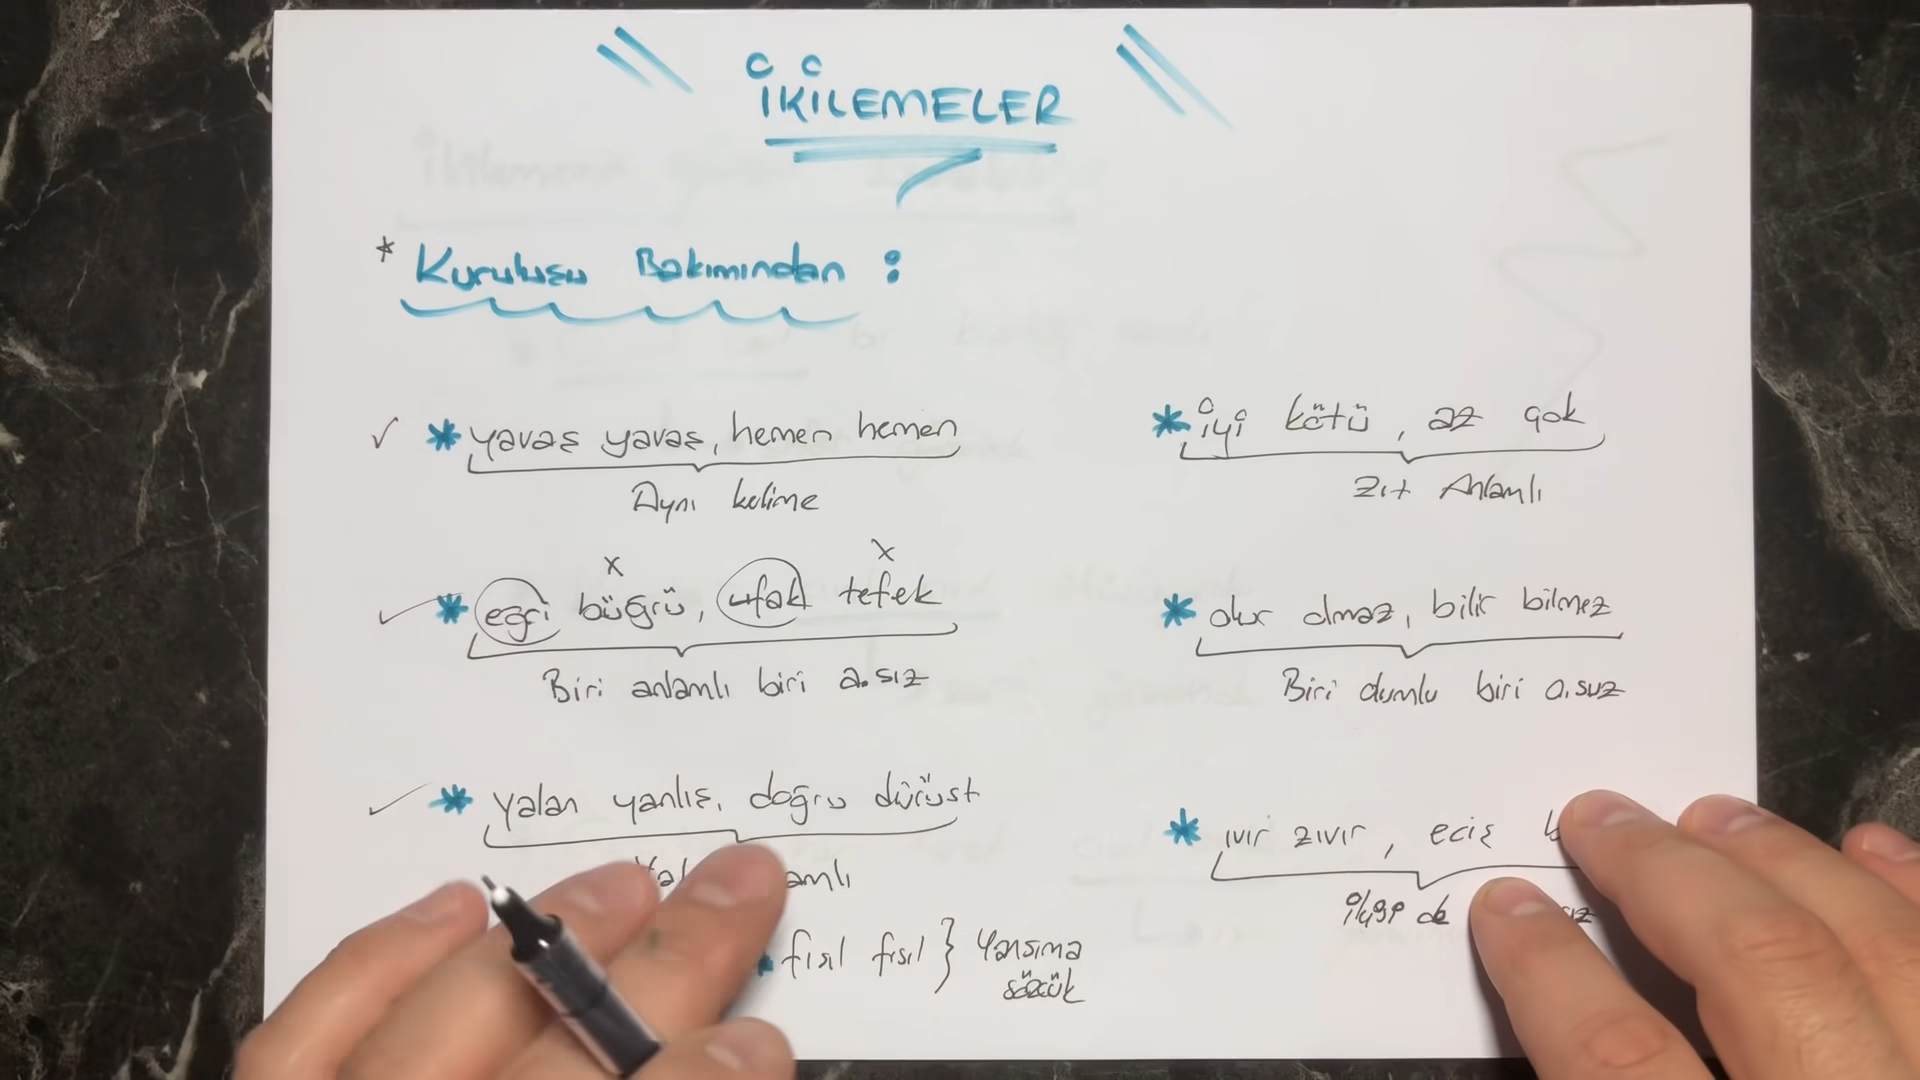 İKİLEMELER
* Kuruluşu Bakımından :
✓ * yavaş yavaş, hemen hemen
Aynı kelime
x x
✓ * eğri büğrü, ufak tefek
Biri anlamlı biri a.sız
✓ * yalan yanlış, doğru dürüst
amlı
fısıl fısıl } Yansıma
sözcük
* iyi kötü, az çok
Zıt Anlamlı
* olur olmaz, bilir bilmez
Biri olumlu biri o.suz
* ıvır zıvır, eciş b
İkisi de